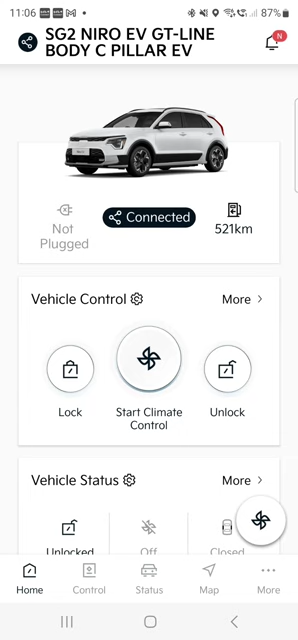 11:06
87%
SG2 NIRO EV GT-LINE
BODY C PILLAR EV
N
Not
Plugged
Connected
521km
Vehicle Control
More
Lock
Start Climate
Control
Unlock
Vehicle Status
More
Unlocked
Off
Closed
Home
Control
Status
Map
More